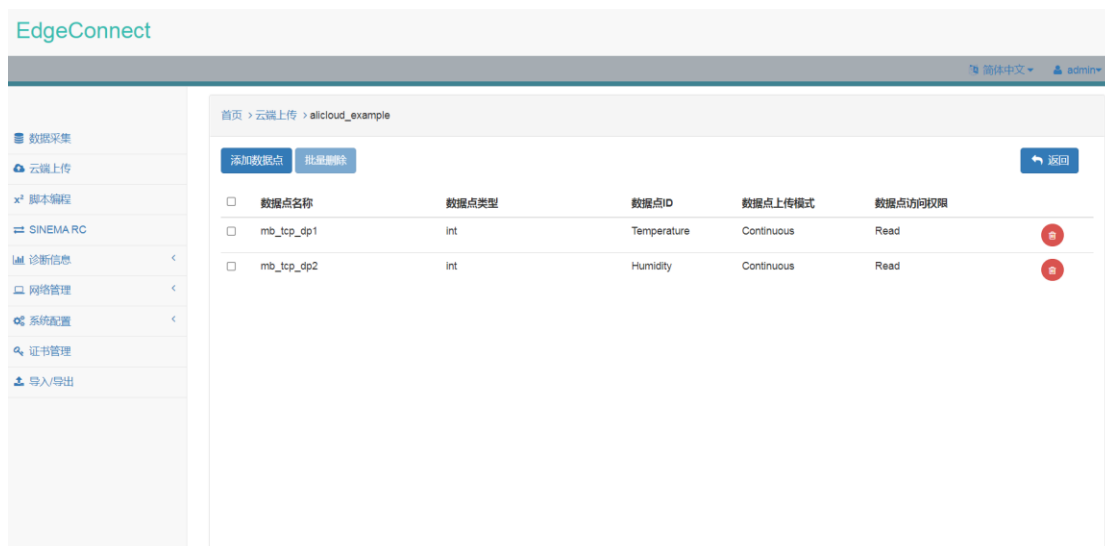 EdgeConnect
简体中文 admin
首页 > 云端上传 > alicloud_example
数据采集
云端上传
x² 脚本编程
SINEMA RC
诊断信息
网络管理
系统配置
证书管理
导入/导出
添加数据点 批量删除 返回
数据点名称 数据点类型 数据点ID 数据点上传模式 数据点访问权限
mb_tcp_dp1 int Temperature Continuous Read
mb_tcp_dp2 int Humidity Continuous Read